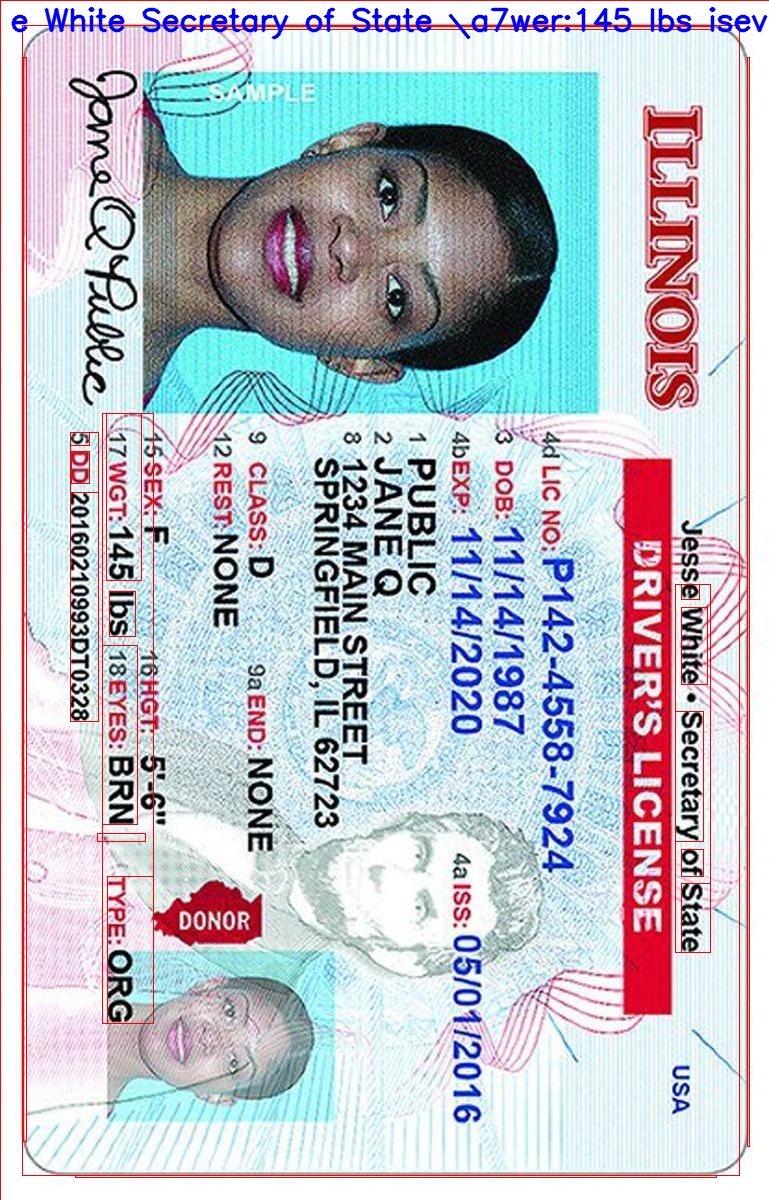 e White Secretary of State \a7wer:145 lbs isev
ILLINOIS
Jesse White • Secretary of State
USA
DRIVER'S LICENSE
4d LIC NO: P142-4558-7924
3 DOB: 11/14/1987
4b EXP: 11/14/2020
4a ISS: 05/01/2016
1 PUBLIC
2 JANE Q
8 1234 MAIN STREET
SPRINGFIELD, IL 62723
9 CLASS: D
9a END: NONE
12 REST: NONE
15 SEX: F
16 HGT: 5'-6"
17 WGT: 145 lbs
18 EYES: BRN
TYPE: ORG
5 DD 20160210993DT0328
DONOR
SAMPLE
Jane Q Public